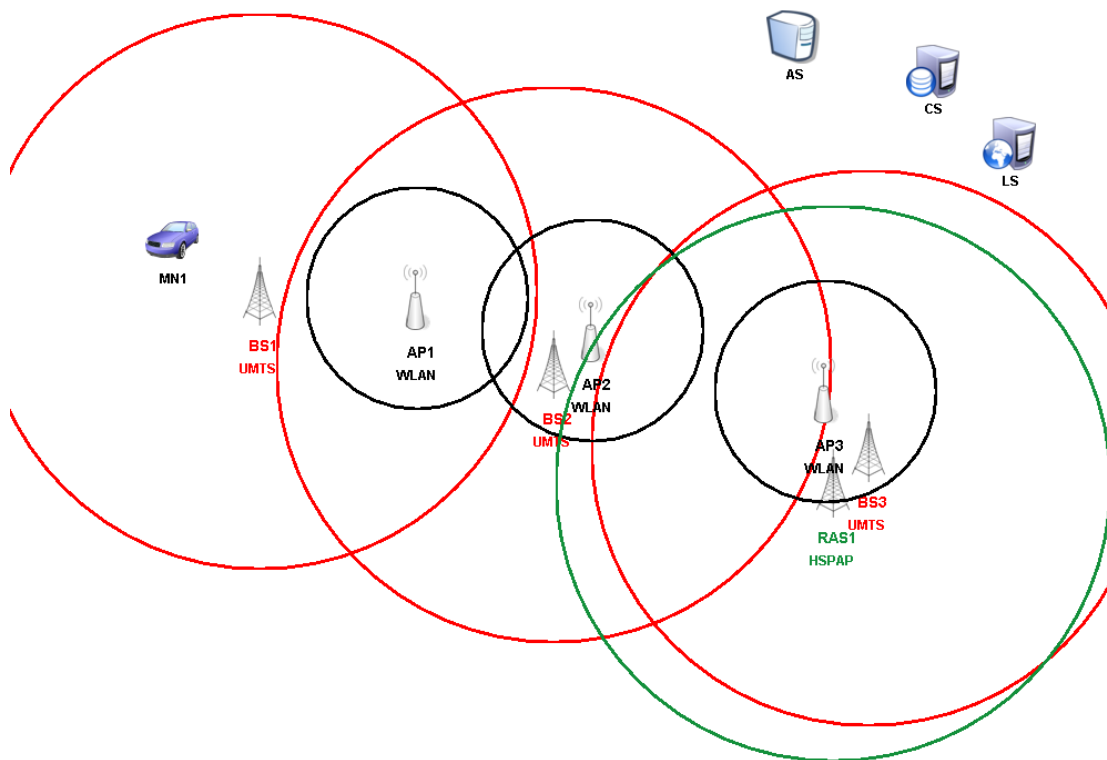 AS
CS
LS
MN1
BS1
UMTS
AP1
WLAN
AP2
WLAN
BS2
UMTS
AP3
WLAN
BS3
UMTS
RAS1
HSPAP